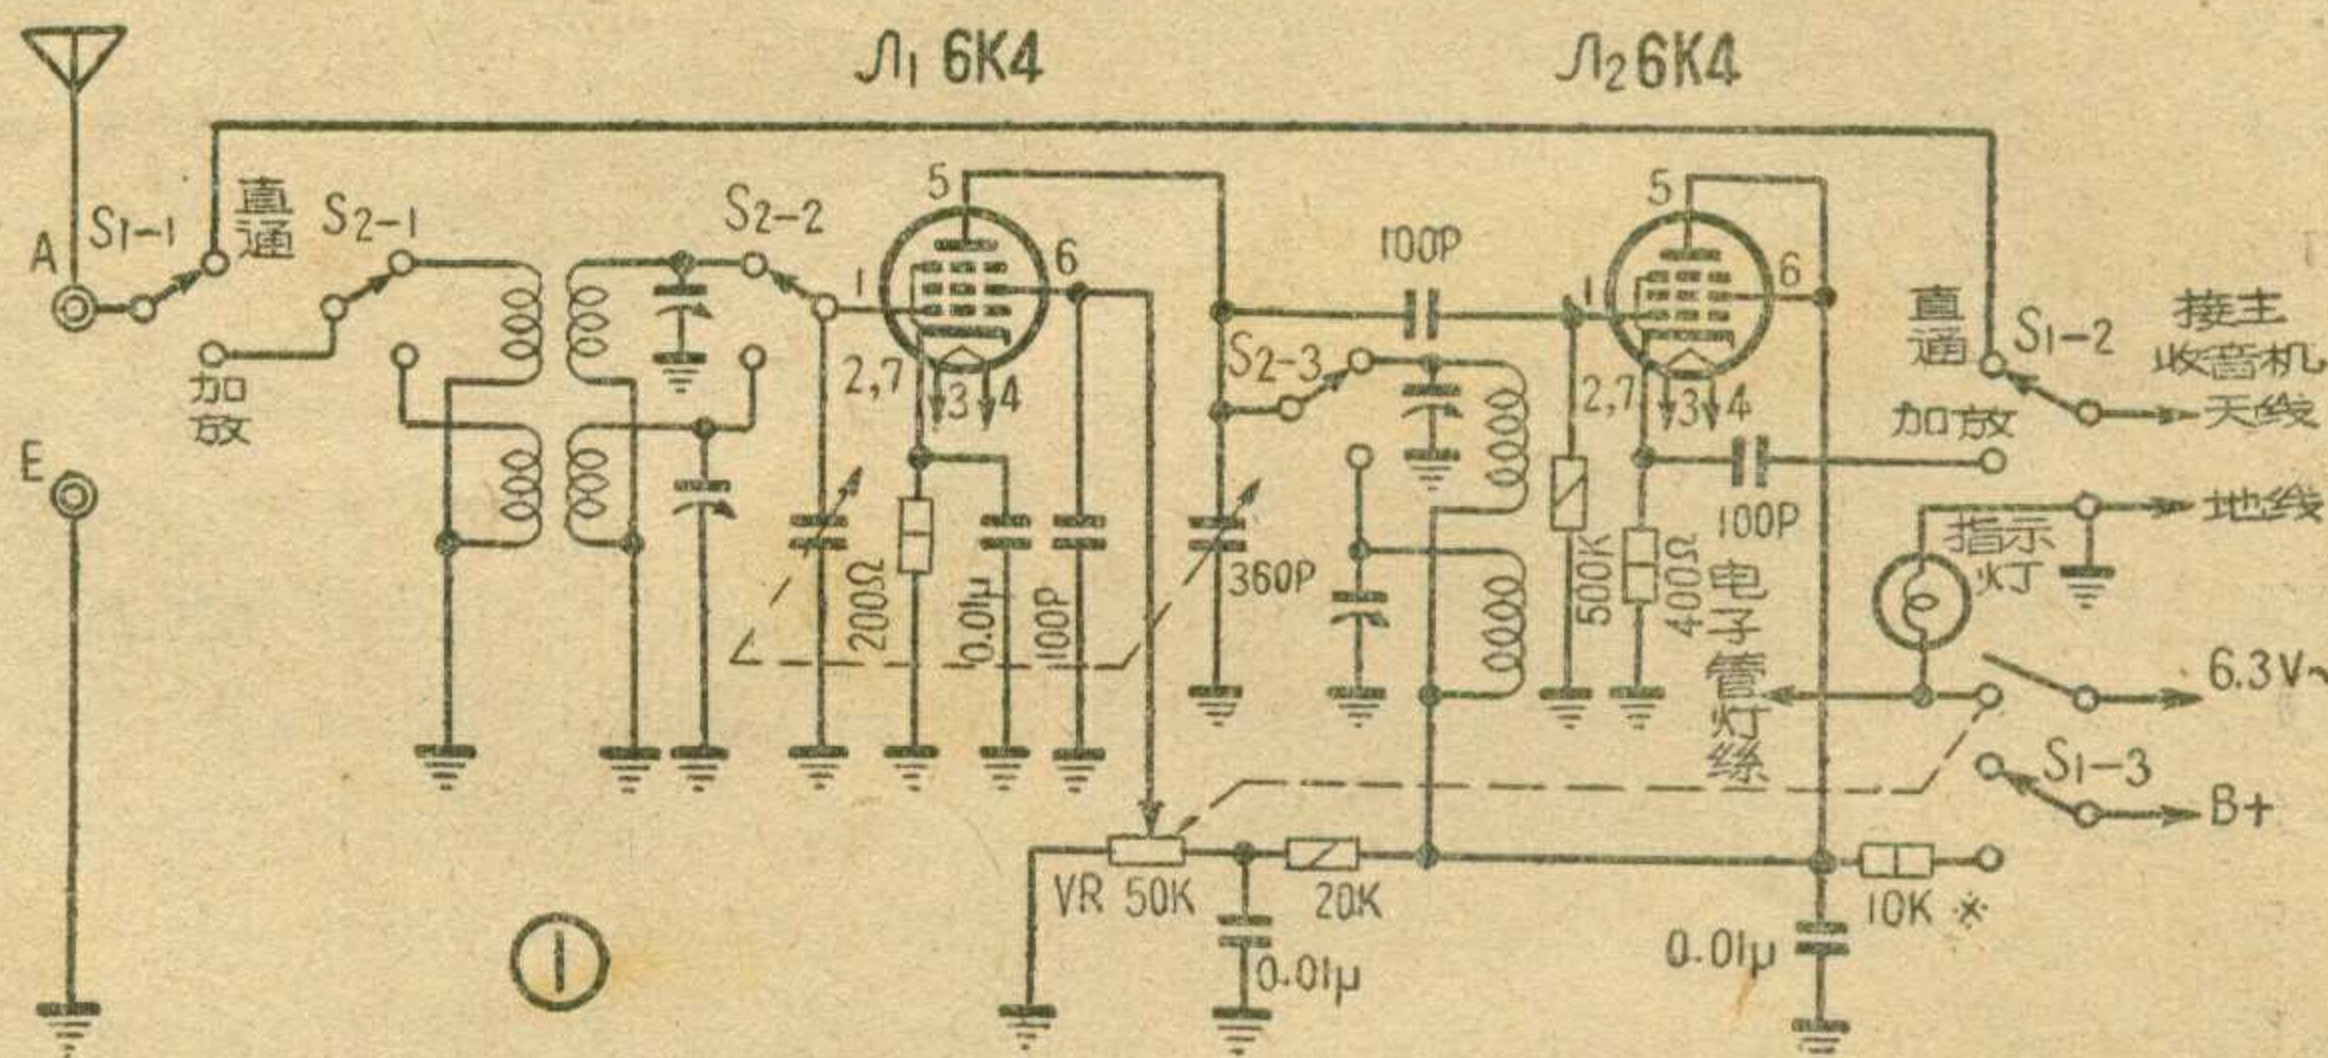 Л₁ 6K4
Л₂ 6K4
A
S1-1
直通
S2-1
S2-2
加放
E
5
6
1
2,7
3
4
200Ω
0.01μ
100P
360P
S2-3
100P
5
6
1
2,7
3
4
500K
400Ω
100P
直通
S1-2
加放
接主
收音机
天线
地线
指示
灯
电子管灯丝
6.3V~
S1-3
B+
VR 50K
20K
0.01μ
0.01μ
10K ※
①